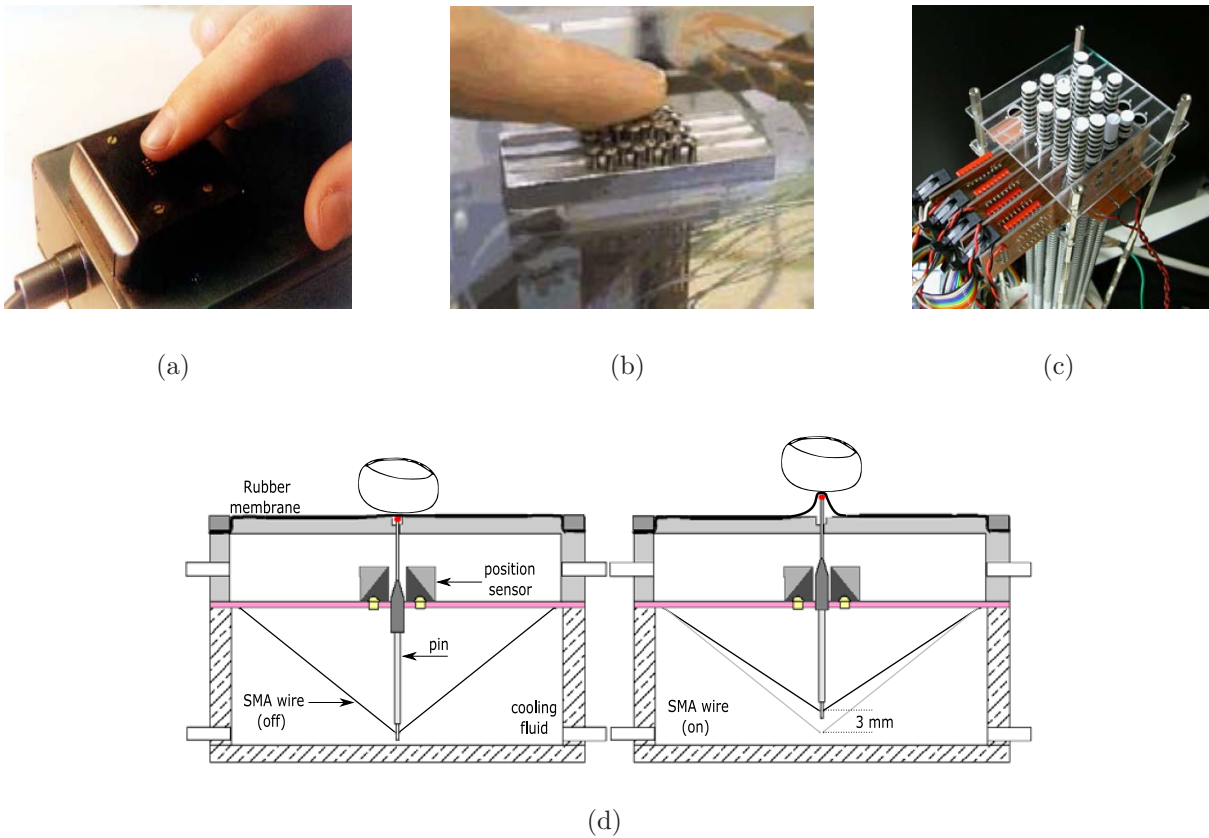 (a)
(b)
(c)
Rubber
membrane
position
sensor
pin
SMA wire
(off)
cooling
fluid
SMA wire
(on)
3 mm
(d)